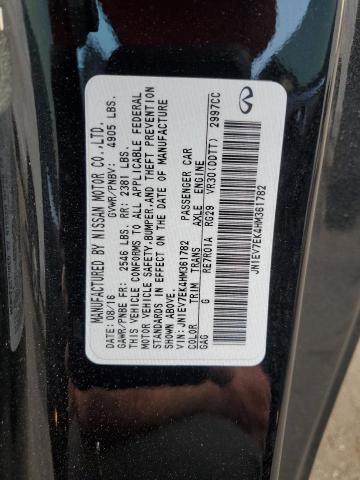 MFD. BY NISSAN MOTOR CO.,LTD.
DATE: 08/16 GVWR/PNBV: 4905 LBS.
GAWR/PNBE FR: 2546 LBS. RR: 2381 LBS.
THIS VEHICLE CONFORMS TO ALL APPLICABLE FEDERAL
MOTOR VEHICLE SAFETY,BUMPER,AND THEFT PREVENTION
STANDARDS IN EFFECT ON THE DATE OF MANUFACTURE
SHOWN ABOVE.
VIN: JN1EV7EK4HM361782 PASSENGER CAR
COLOR TRIM TRANS AXLE ENGINE
GAG G RE7R01A RG29 VR30(DDTT) 2997CC
JN1EV7EK4HM361782